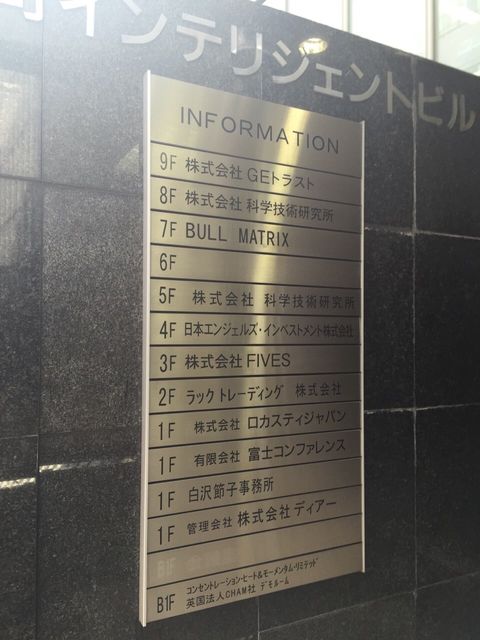 町インテリジェントビル
INFORMATION
9F 株式会社 GEトラスト
8F 株式会社 科学技術研究所
7F BULL MATRIX
6F
5F 株式会社 科学技術研究所
4F 日本エンジェルズ・インベストメント株式会社
3F 株式会社 FIVES
2F ラック トレーディング 株式会社
1F 株式会社 ロカスティジャパン
1F 有限会社 富士コンファレンス
1F 白沢節子事務所
1F 管理会社 株式会社 ディアー
B1F
コンセントレーション・ヒート&モーメンタム・リミテッド
B1F 英国法人CHAM社 デモルーム